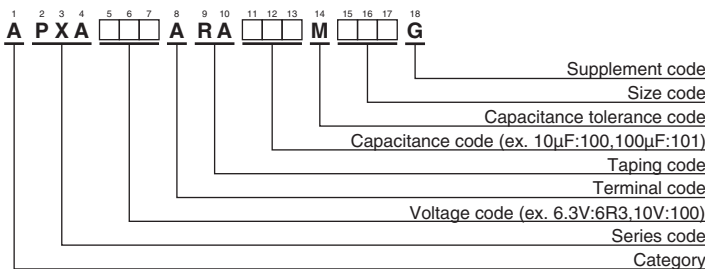 1 2 3 4 5 6 7 8 9 10 11 12 13 14 15 16 17 18
A P X A A R A M G
Supplement code
Size code
Capacitance tolerance code
Capacitance code (ex. 10μF:100,100μF:101)
Taping code
Terminal code
Voltage code (ex. 6.3V:6R3,10V:100)
Series code
Category